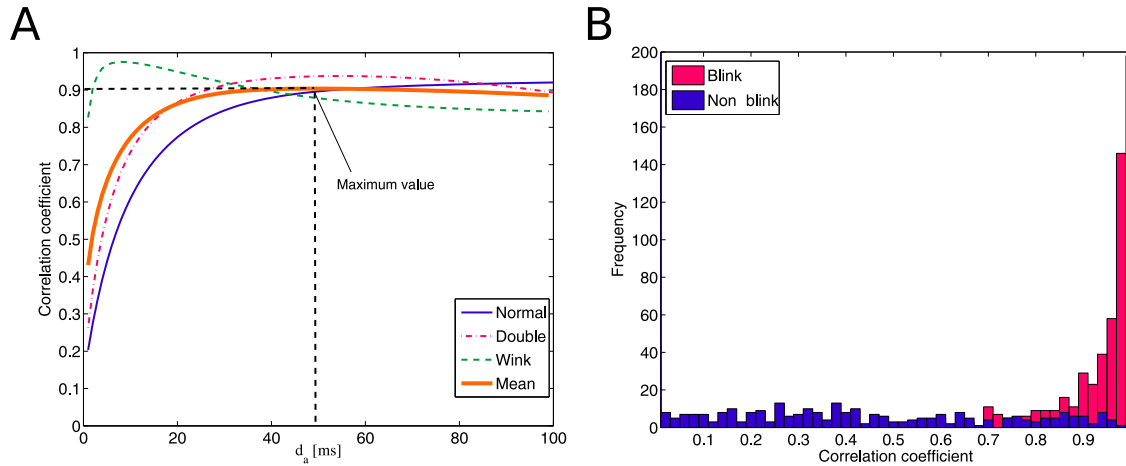 A
1
0.9
0.8
0.7
0.6
0.5
0.4
0.3
0.2
0.1
0
Correlation coefficient
0 20 40 60 80 100
d_a [ms]
Maximum value
Normal
Double
Wink
Mean
B
200
180
160
140
120
100
80
60
40
20
0
Frequency
0.1 0.2 0.3 0.4 0.5 0.6 0.7 0.8 0.9
Correlation coefficient
Blink
Non blink